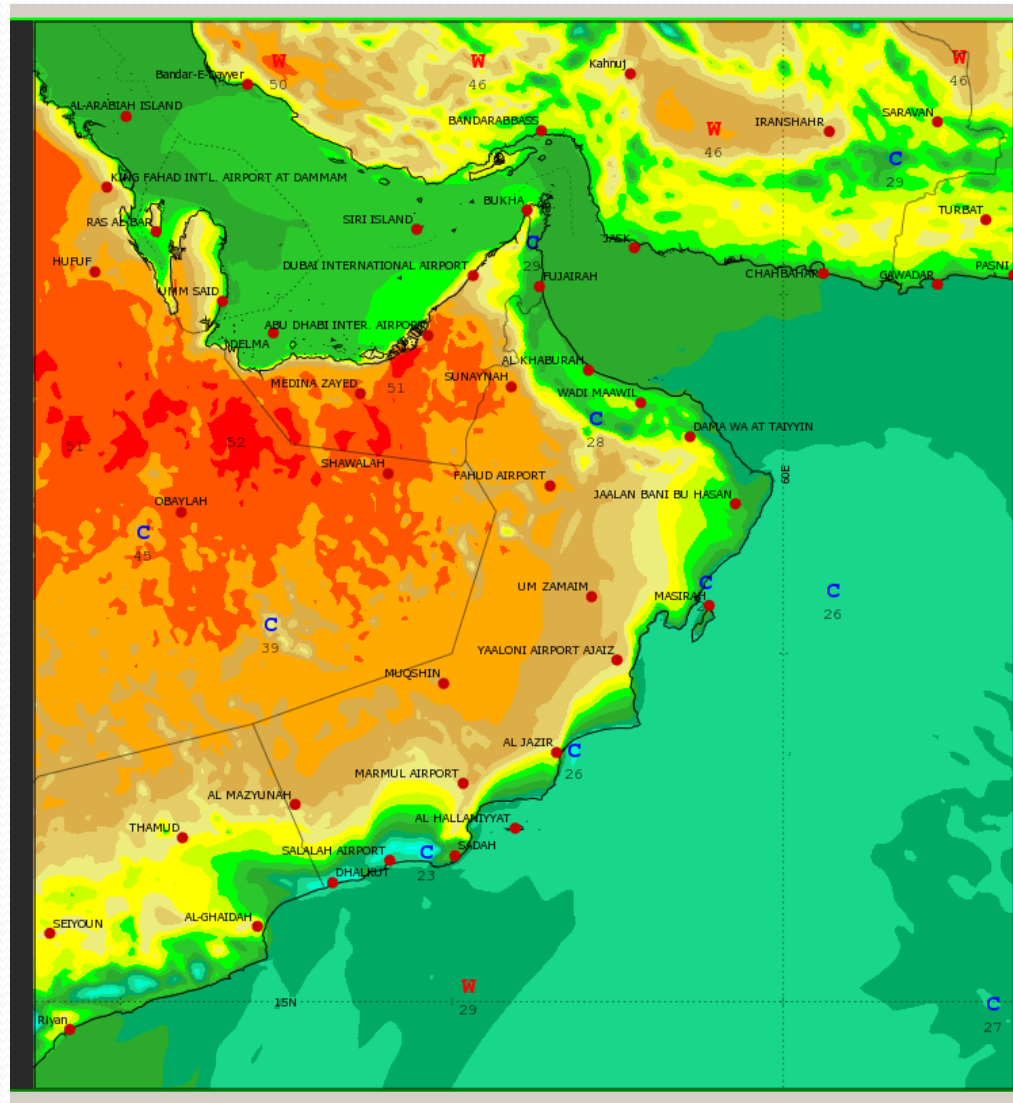 W
W
W
50
46
46
Kahnuj
Bandar-E-Dayyer
AL-ARABIAH ISLAND
BANDARABBASS
IRANSHAHR
SARAVAN
W
46
C
29
KING FAHAD INT'L. AIRPORT AT DAMMAM
BUKHA
RAS AL BAR
SIRI ISLAND
TURBAT
C
29
JASK
HUFUF
DUBAI INTERNATIONAL AIRPORT
FUJAIRAH
CHAHBAHAR
GAWADAR
PASNI
UMM SAID
ABU DHABI INTER. AIRPORT
DELMA
AL KHABURAH
MEDINA ZAYED
51
SUNAYNAH
WADI MAAWIL
C
28
DAMA WA AT TAIYYIN
51
52
SHAWALAH
FAHUD AIRPORT
60E
OBAYLAH
JAALAN BANI BU HASAN
C
45
UM ZAMAIM
C
MASIRAH
C
26
C
39
YAALONI AIRPORT AJAIZ
MUQSHIN
AL JAZIR
C
26
MARMUL AIRPORT
AL MAZYUNAH
THAMUD
AL HALLANIYYAT
SALALAH AIRPORT
C
23
SADAH
DHALKUT
SEIYOUN
AL-GHAIDAH
W
29
15N
C
27
Riyan